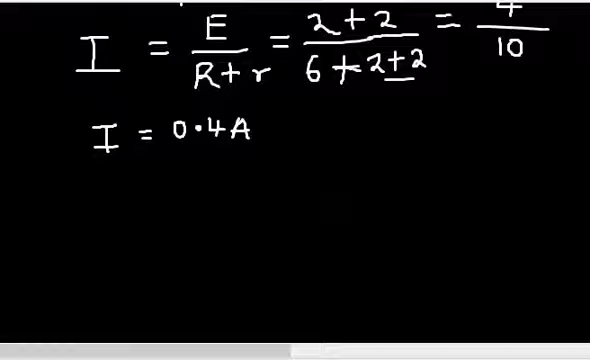 I = E/(R+r) = (2+2)/(6+2+2) = 4/10
I = 0.4A